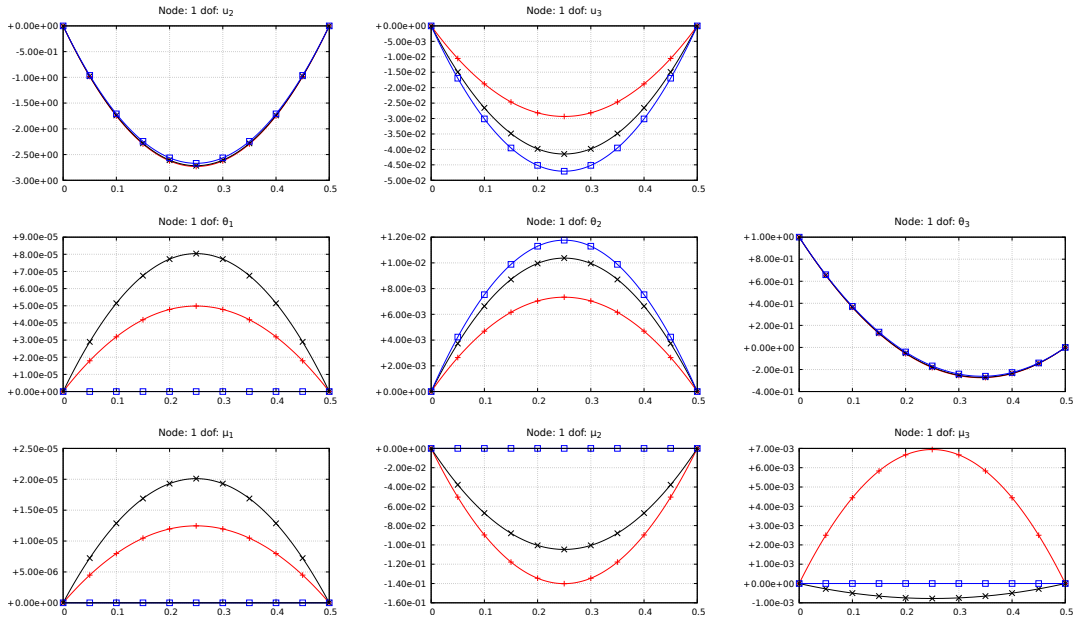 Node: 1 dof: u₂
+0.00e+00
-5.00e-01
-1.00e+00
-1.50e+00
-2.00e+00
-2.50e+00
-3.00e+00
0 0.1 0.2 0.3 0.4 0.5
Node: 1 dof: u₃
+0.00e+00
-5.00e-03
-1.00e-02
-1.50e-02
-2.00e-02
-2.50e-02
-3.00e-02
-3.50e-02
-4.00e-02
-4.50e-02
-5.00e-02
0 0.1 0.2 0.3 0.4 0.5
Node: 1 dof: θ₁
+9.00e-05
+8.00e-05
+7.00e-05
+6.00e-05
+5.00e-05
+4.00e-05
+3.00e-05
+2.00e-05
+1.00e-05
+0.00e+00
0 0.1 0.2 0.3 0.4 0.5
Node: 1 dof: θ₂
+1.20e-02
+1.00e-02
+8.00e-03
+6.00e-03
+4.00e-03
+2.00e-03
+0.00e+00
0 0.1 0.2 0.3 0.4 0.5
Node: 1 dof: θ₃
+1.00e+00
+8.00e-01
+6.00e-01
+4.00e-01
+2.00e-01
+0.00e+00
-2.00e-01
-4.00e-01
0 0.1 0.2 0.3 0.4 0.5
Node: 1 dof: μ₁
+2.50e-05
+2.00e-05
+1.50e-05
+1.00e-05
+5.00e-06
+0.00e+00
0 0.1 0.2 0.3 0.4 0.5
Node: 1 dof: μ₂
+0.00e+00
-2.00e-02
-4.00e-02
-6.00e-02
-8.00e-02
-1.00e-01
-1.20e-01
-1.40e-01
-1.60e-01
0 0.1 0.2 0.3 0.4 0.5
Node: 1 dof: μ₃
+7.00e-03
+6.00e-03
+5.00e-03
+4.00e-03
+3.00e-03
+2.00e-03
+1.00e-03
+0.00e+00
-1.00e-03
0 0.1 0.2 0.3 0.4 0.5